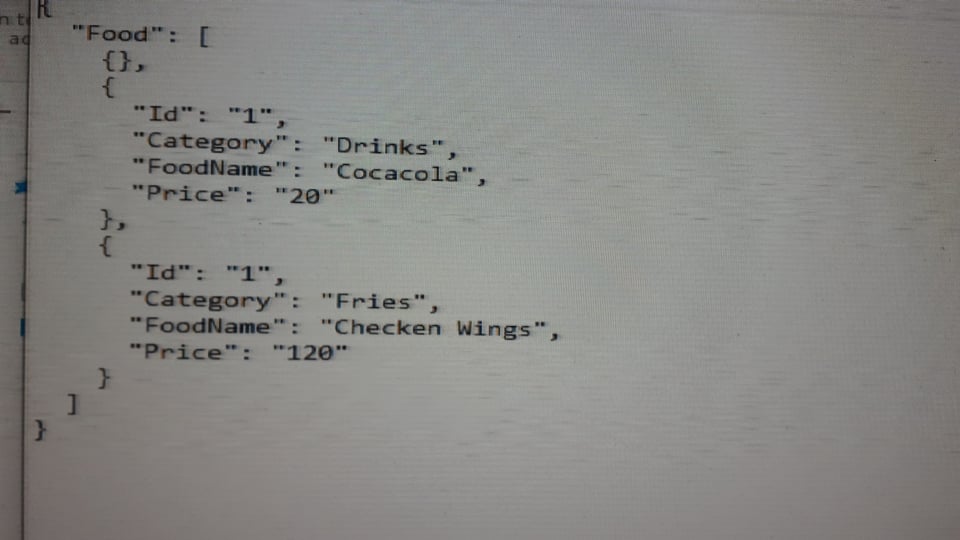 {
"Food": [
{},
{
"Id": "1",
"Category": "Drinks",
"FoodName": "Cocacola",
"Price": "20"
},
{
"Id": "1",
"Category": "Fries",
"FoodName": "Checken Wings",
"Price": "120"
}
]
}